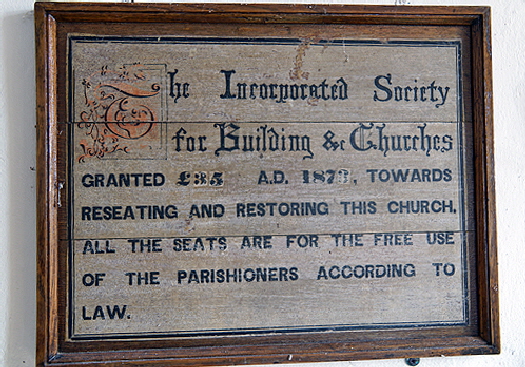 The Incorporated Society
for Building &c Churches
GRANTED £35 A.D. 1873, TOWARDS
RESEATING AND RESTORING THIS CHURCH,
ALL THE SEATS ARE FOR THE FREE USE
OF THE PARISHIONERS ACCORDING TO
LAW.